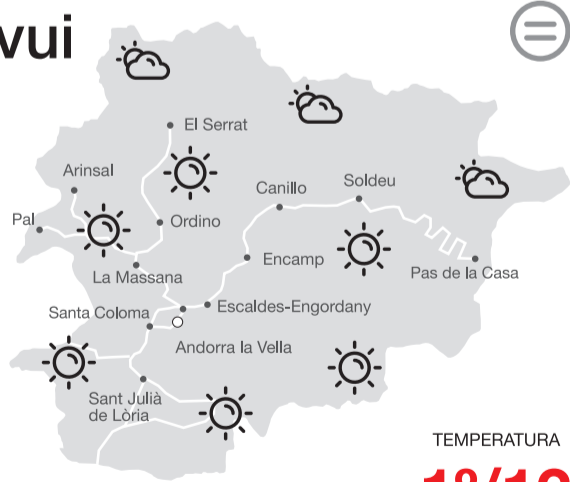 vui
El Serrat
Arinsal
Canillo
Soldeu
Pal
Ordino
Encamp
Pas de la Casa
La Massana
Santa Coloma
Escaldes-Engordany
Andorra la Vella
Sant Julià
de Lòria
TEMPERATURA